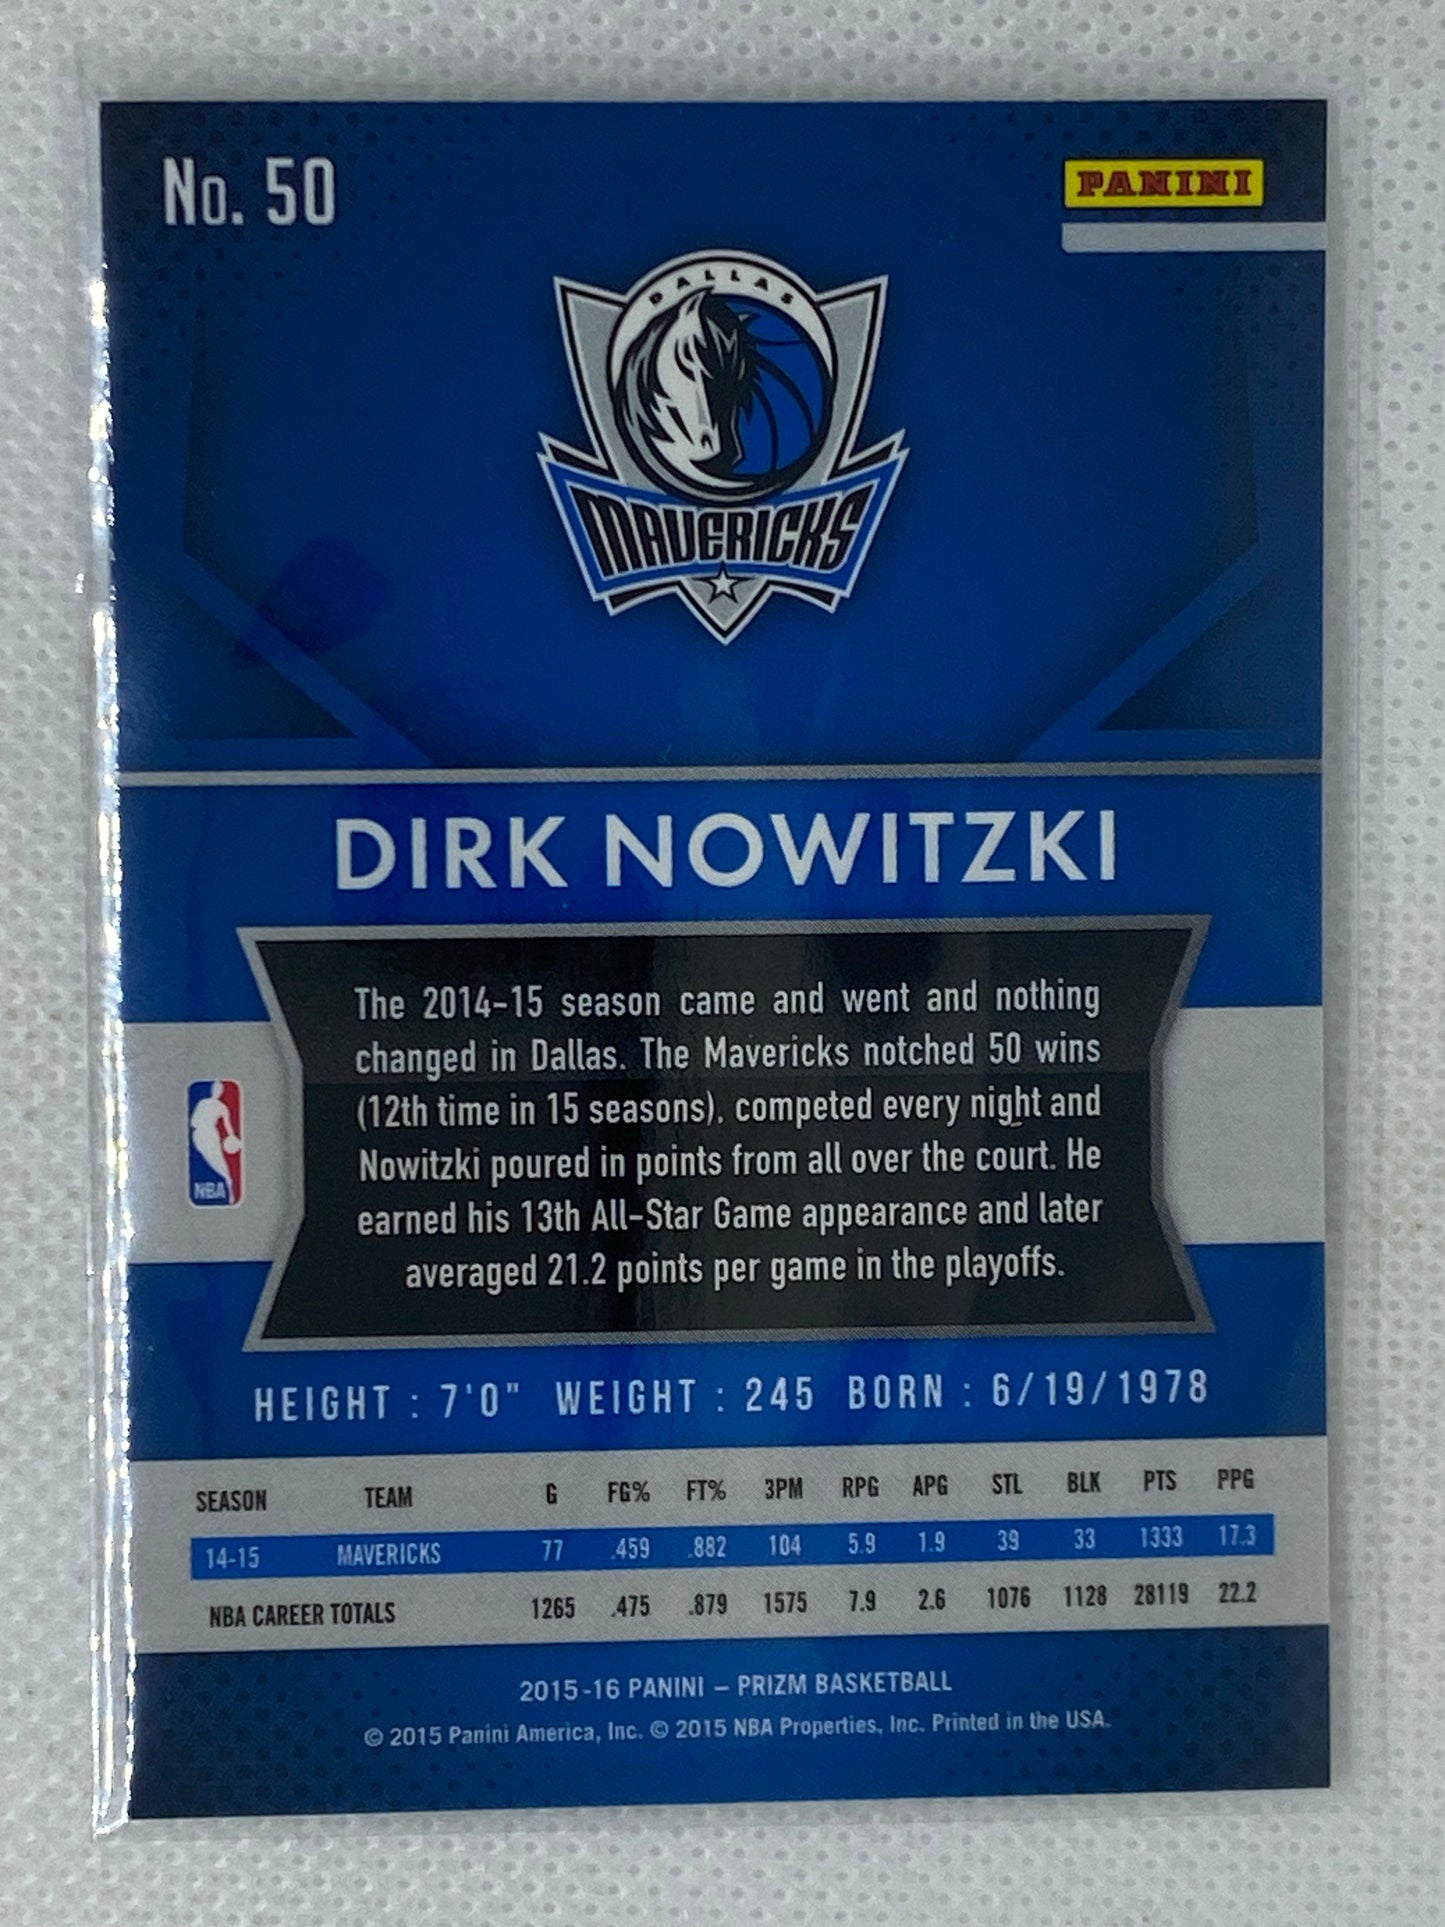 No. 50
PANINI
DALLAS
MAVERICKS
DIRK NOWITZKI
The 2014-15 season came and went and nothing
changed in Dallas. The Mavericks notched 50 wins
(12th time in 15 seasons), competed every night and
Nowitzki poured in points from all over the court. He
earned his 13th All-Star Game appearance and later
averaged 21.2 points per game in the playoffs.
NBA
HEIGHT : 7'0" WEIGHT : 245 BORN : 6/19/1978
SEASON TEAM G FG% FT% 3PM RPG APG STL BLK PTS PPG
14-15 MAVERICKS 77 .459 .882 104 5.9 1.9 39 33 1333 17.3
NBA CAREER TOTALS 1265 .475 .879 1575 7.9 2.6 1076 1128 28119 22.2
2015-16 PANINI – PRIZM BASKETBALL
© 2015 Panini America, Inc. © 2015 NBA Properties, Inc. Printed in the USA.